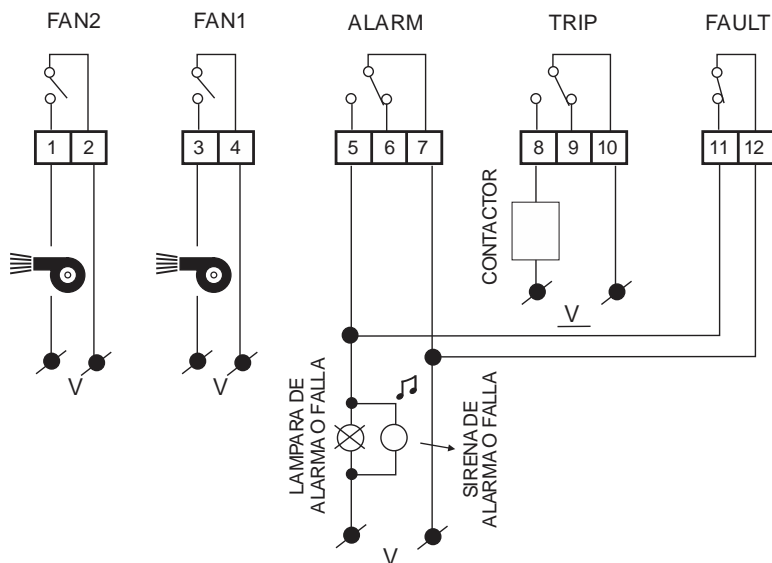 FAN2 FAN1 ALARM TRIP FAULT
1 2 3 4 5 6 7 8 9 10 11 12
CONTACTOR
V
V V
LAMPARA DE
ALARMA O FALLA
SIRENA DE
ALARMA O FALLA
V